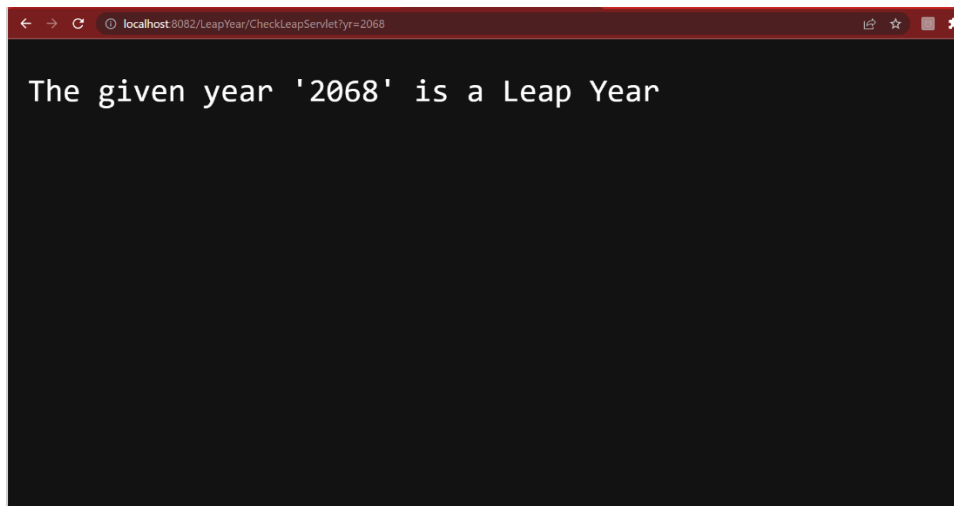 localhost:8082/LeapYear/CheckLeapServlet?yr=2068
The given year '2068' is a Leap Year